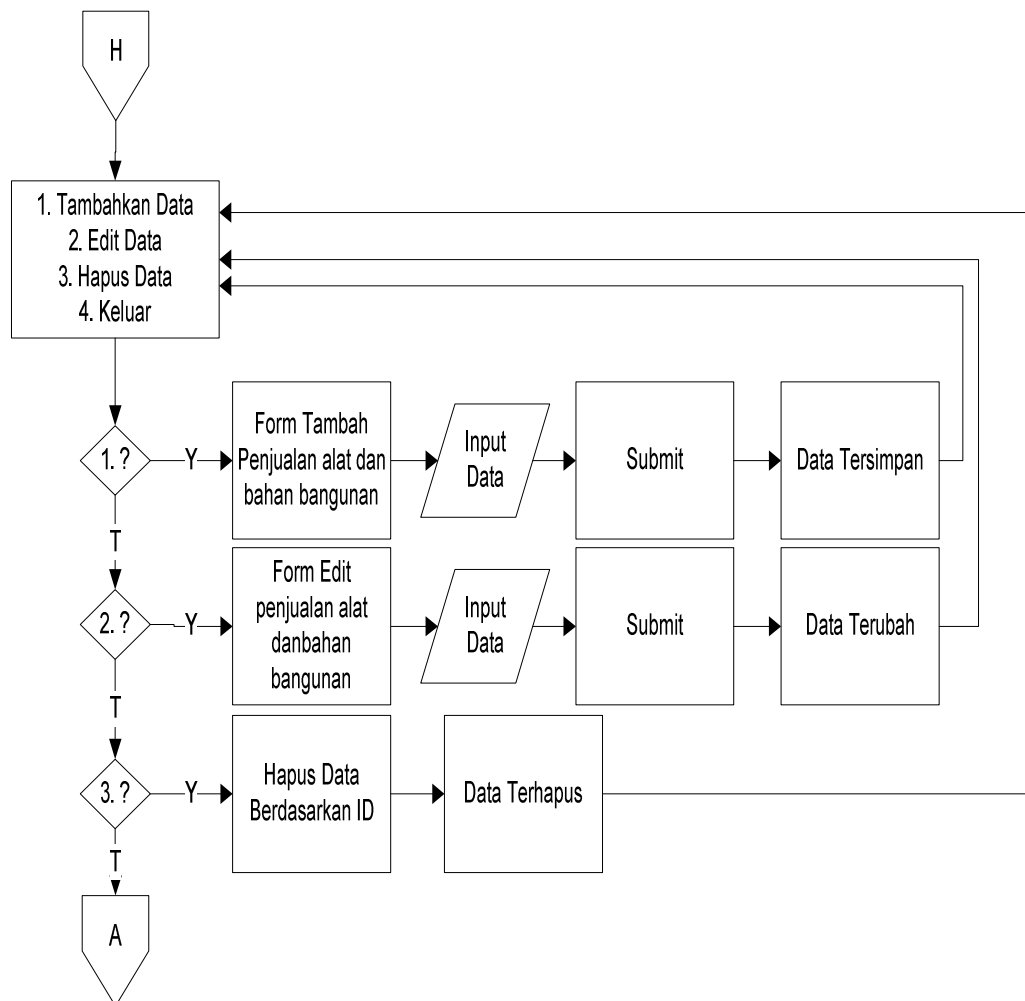 H
1. Tambahkan Data
2. Edit Data
3. Hapus Data
4. Keluar
1. ?
Y
Form Tambah
Penjualan alat dan
bahan bangunan
Input
Data
Submit
Data Tersimpan
T
2. ?
Y
Form Edit
penjualan alat
danbahan
bangunan
Input
Data
Submit
Data Terubah
T
3. ?
Y
Hapus Data
Berdasarkan ID
Data Terhapus
T
A